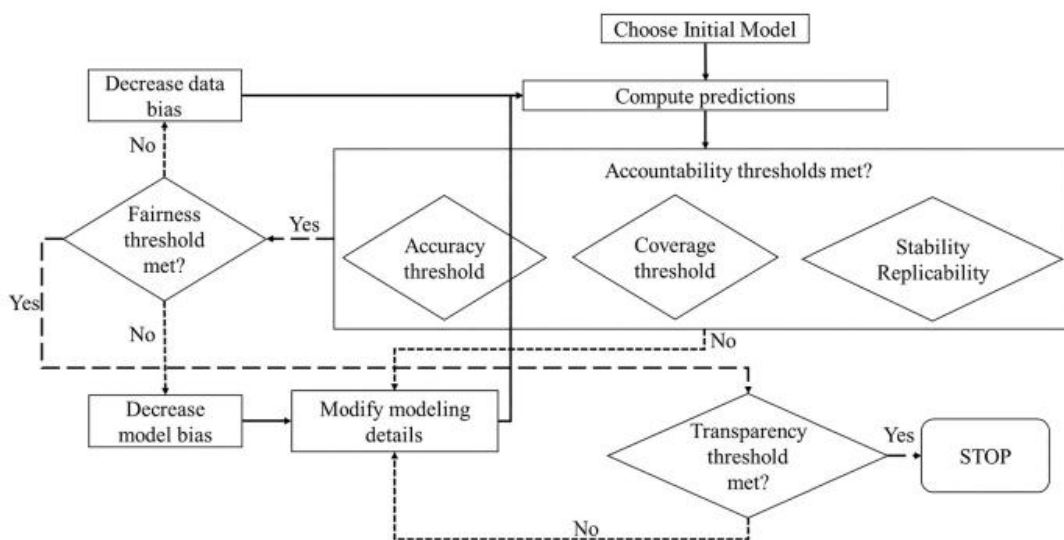 Choose Initial Model
Decrease data
bias
Compute predictions
No
Accountability thresholds met?
Fairness
threshold
met?
Yes
Accuracy
threshold
Coverage
threshold
Stability
Replicability
Yes
No
No
Decrease
model bias
Modify modeling
details
Transparency
threshold
met?
Yes
STOP
No